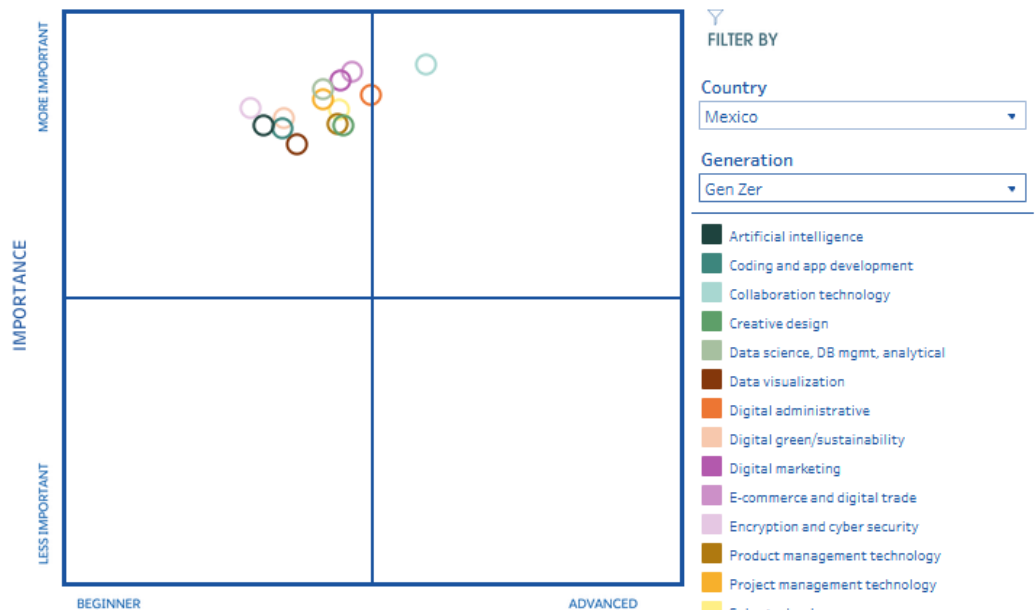 MORE IMPORTANT
IMPORTANCE
LESS IMPORTANT
BEGINNER
ADVANCED
FILTER BY
Country
Mexico
Generation
Gen Zer
Artificial intelligence
Coding and app development
Collaboration technology
Creative design
Data science, DB mgmt, analytical
Data visualization
Digital administrative
Digital green/sustainability
Digital marketing
E-commerce and digital trade
Encryption and cyber security
Product management technology
Project management technology